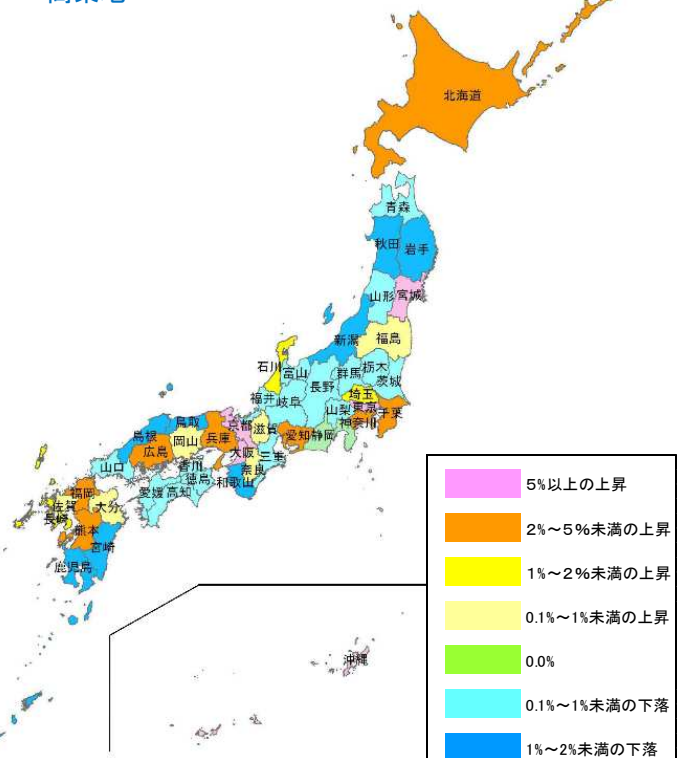 北海道
青森
秋田
岩手
山形
宮城
新潟
福島
石川
富山
群馬
栃木
茨城
福井
岐阜
長野
山梨
埼玉
東京
千葉
神奈川
鳥取
島根
岡山
兵庫
京都
滋賀
愛知
静岡
広島
大阪
三重
奈良
山口
香川
徳島
和歌山
愛媛
高知
福岡
佐賀
大分
長崎
熊本
宮崎
鹿児島
沖縄
5%以上の上昇
2%～5%未満の上昇
1%～2%未満の上昇
0.1%～1%未満の上昇
0.0%
0.1%～1%未満の下落
1%～2%未満の下落